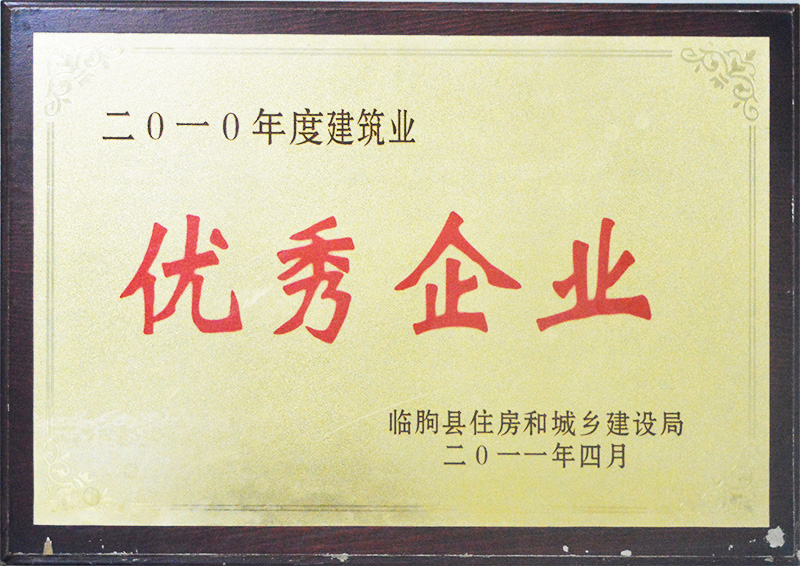 二０一０年度建筑业
优秀企业
临朐县住房和城乡建设局
二０一一年四月